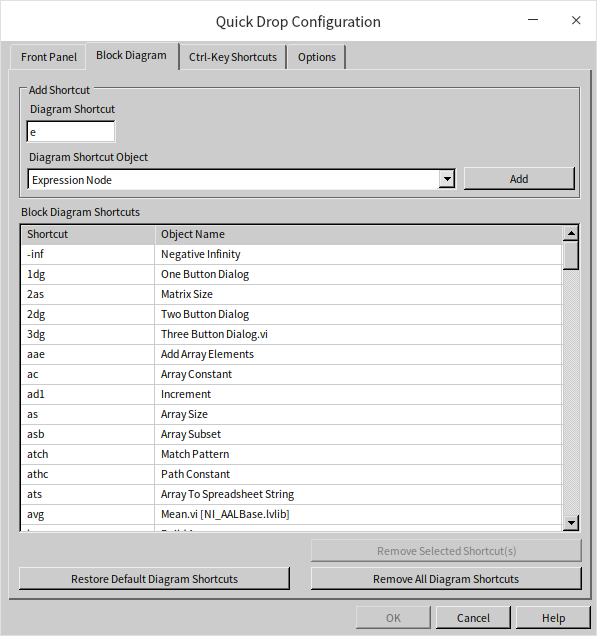 Quick Drop Configuration
Front Panel Block Diagram Ctrl-Key Shortcuts Options
Add Shortcut
Diagram Shortcut
e
Diagram Shortcut Object
Expression Node Add
Block Diagram Shortcuts
Shortcut Object Name
-inf Negative Infinity
1dg One Button Dialog
2as Matrix Size
2dg Two Button Dialog
3dg Three Button Dialog.vi
aae Add Array Elements
ac Array Constant
ad1 Increment
as Array Size
asb Array Subset
atch Match Pattern
athc Path Constant
ats Array To Spreadsheet String
avg Mean.vi [NI_AALBase.lvlib]
Remove Selected Shortcut(s)
Restore Default Diagram Shortcuts Remove All Diagram Shortcuts
OK Cancel Help